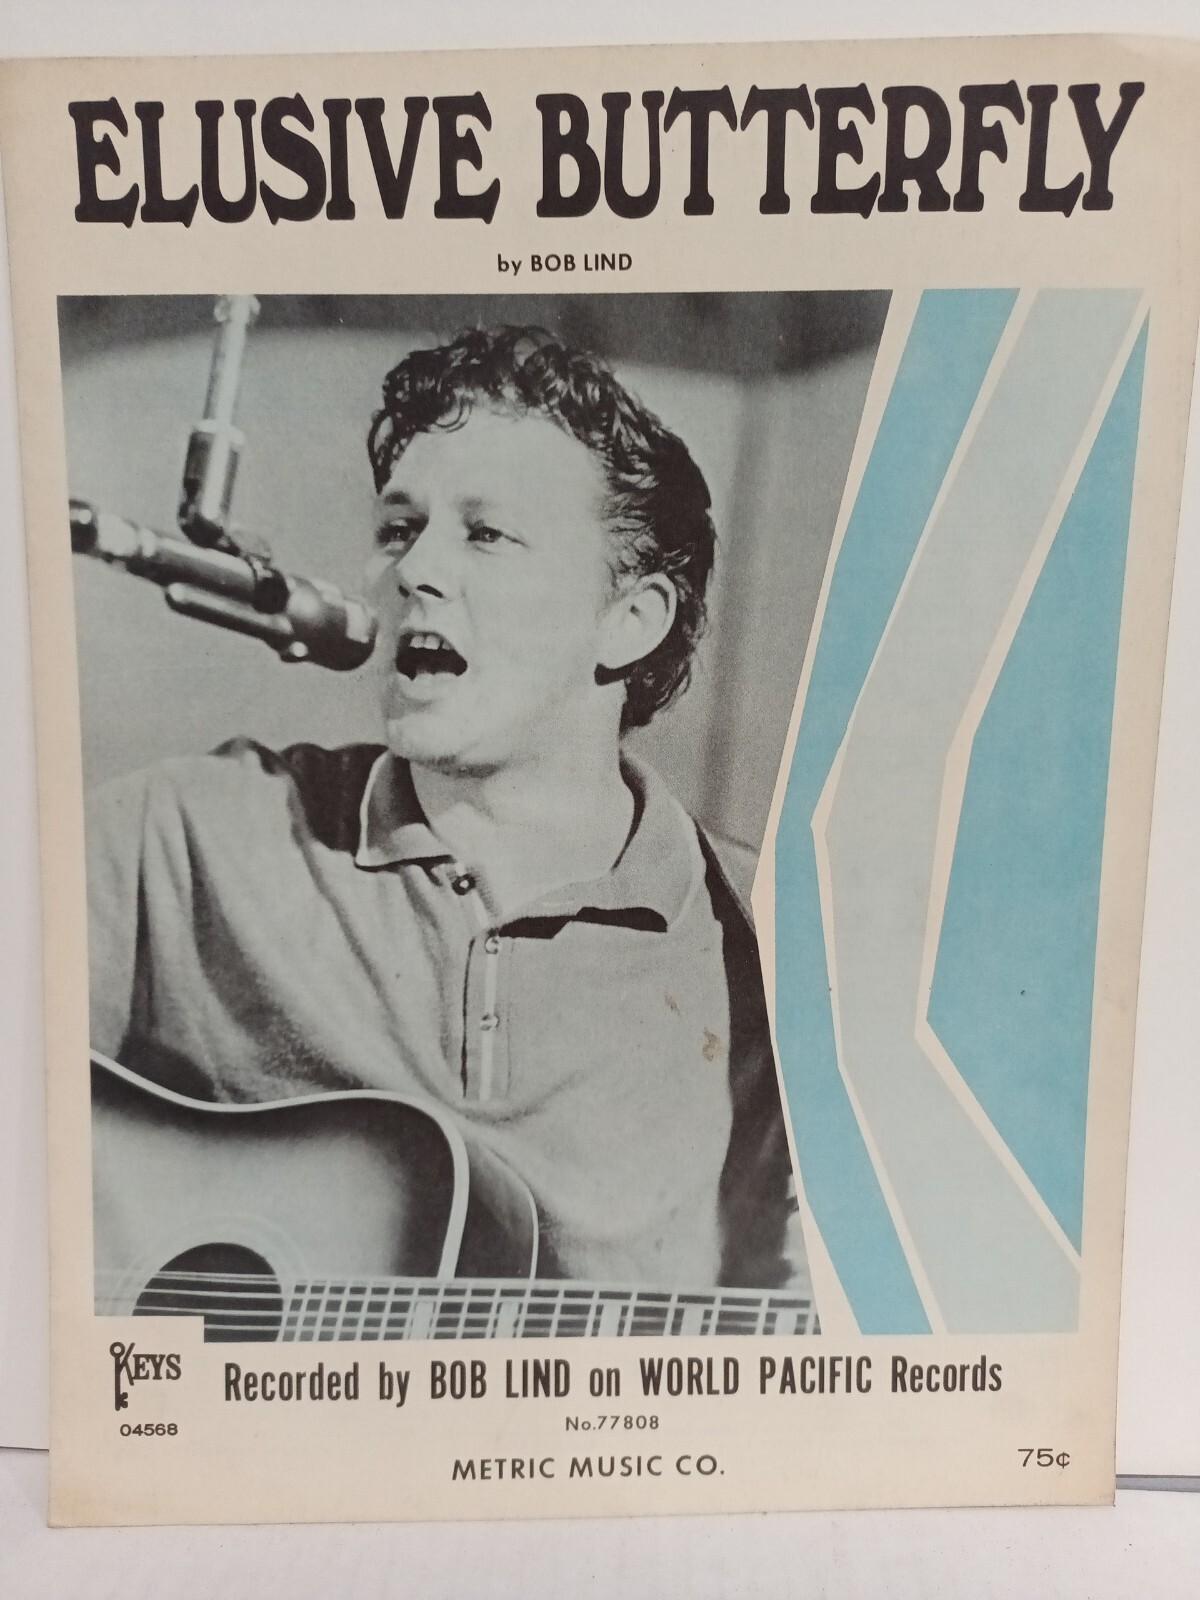 ELUSIVE BUTTERFLY
by BOB LIND
KEYS
04568
Recorded by BOB LIND on WORLD PACIFIC Records
No.77808
METRIC MUSIC CO.
75¢